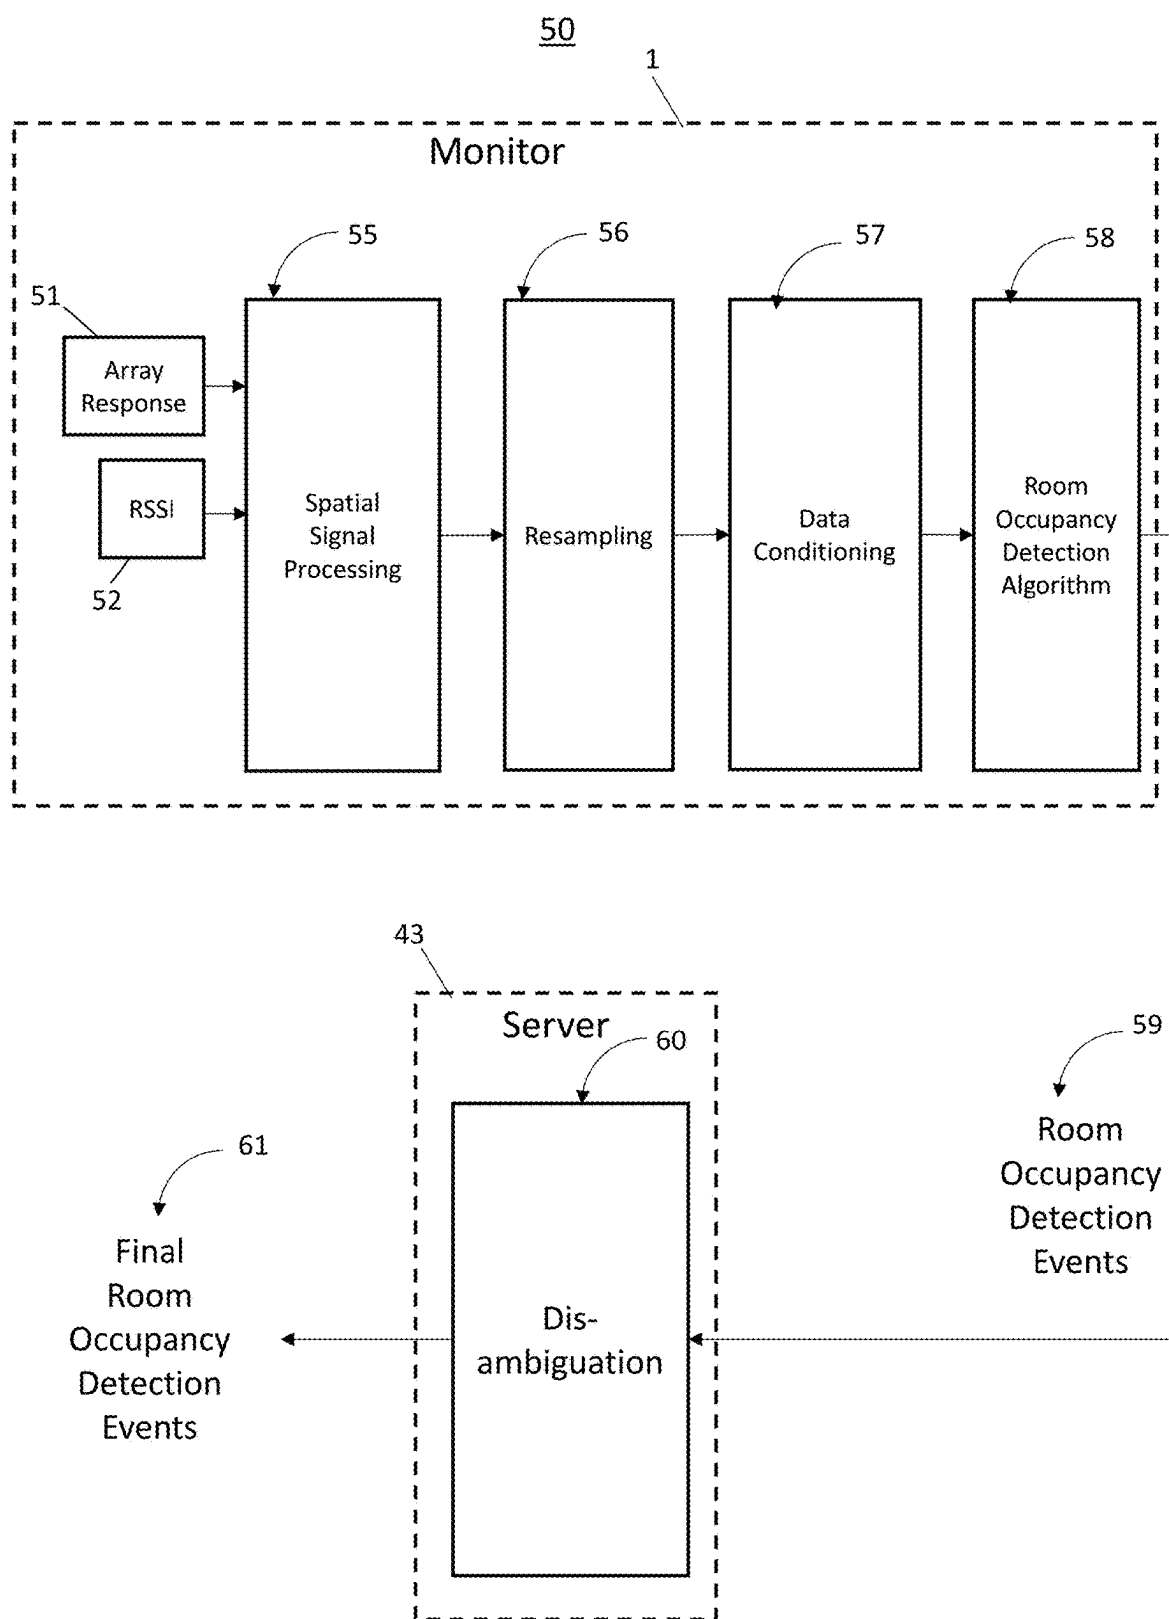 50
1
Monitor
55
56
57
58
51
Array
Response
RSSI
52
Spatial
Signal
Processing
Resampling
Data
Conditioning
Room
Occupancy
Detection
Algorithm
43
Server
60
59
Room
Occupancy
Detection
Events
61
Final
Room
Occupancy
Detection
Events
Dis-
ambiguation